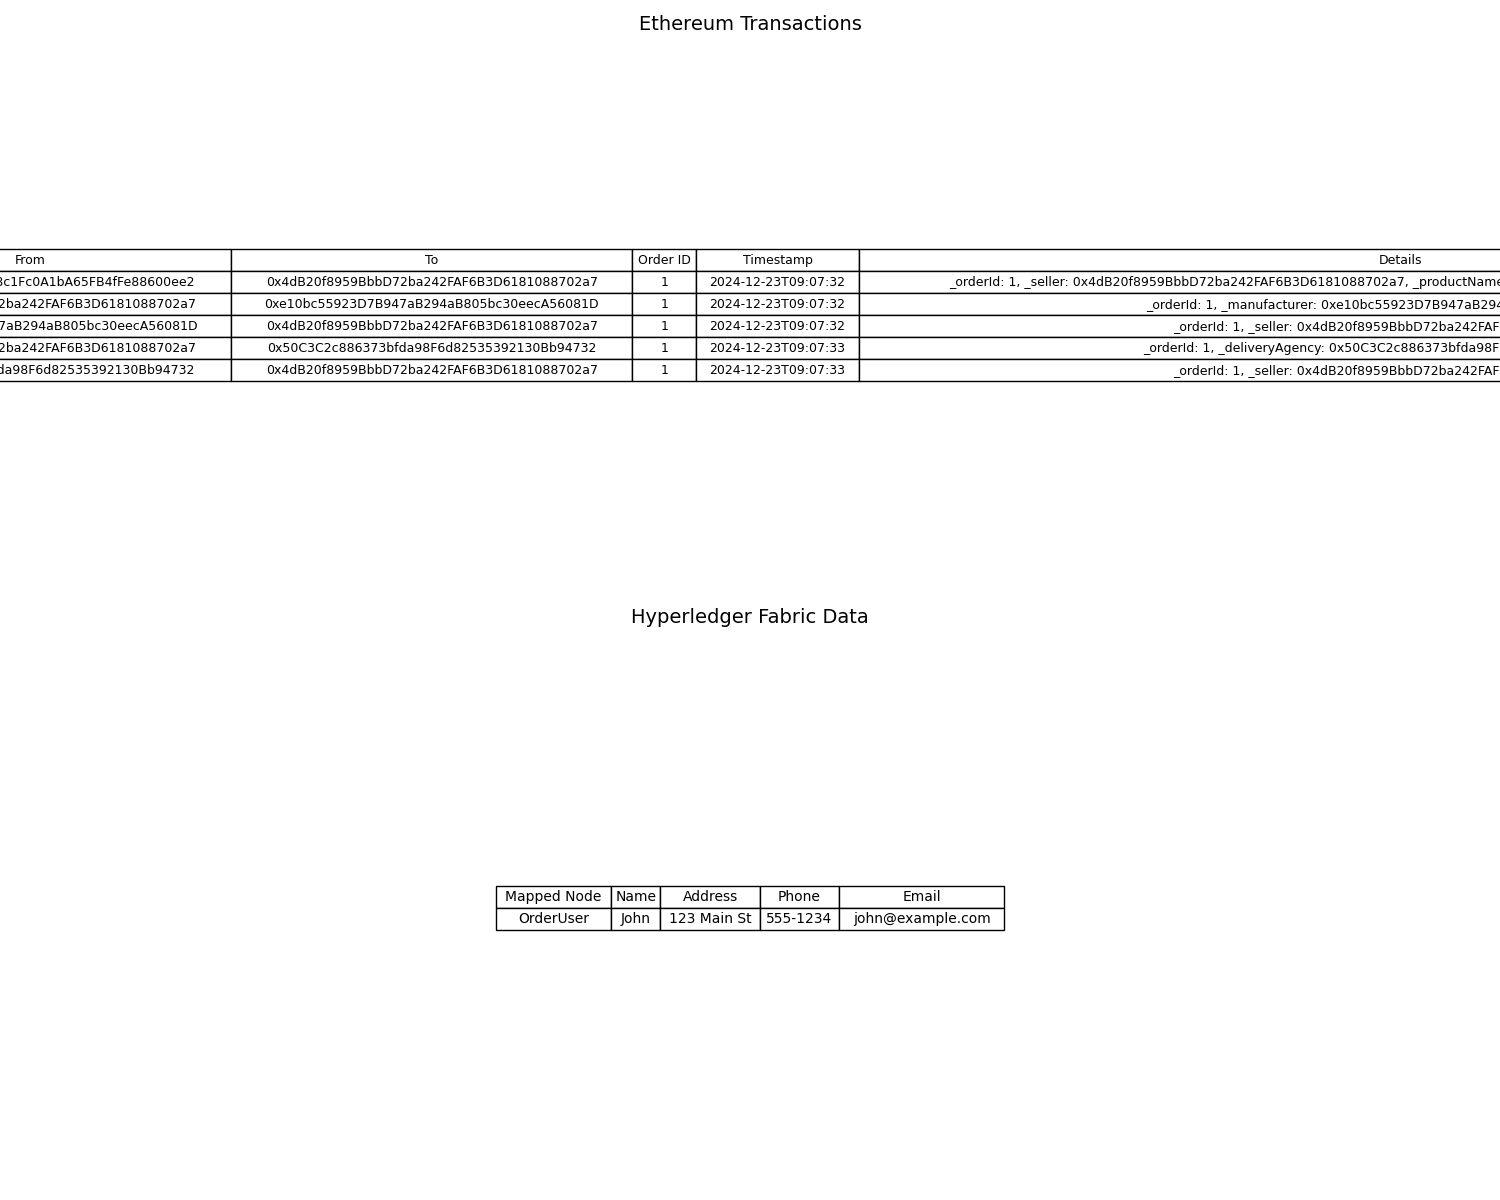 Ethereum Transactions
From To Order ID Timestamp Details
3c1Fc0A1bA65FB4fFe88600ee2 0x4dB20f8959BbbD72ba242FAF6B3D6181088702a7 1 2024-12-23T09:07:32 _orderId: 1, _seller: 0x4dB20f8959BbbD72ba242FAF6B3D6181088702a7, _productName
2ba242FAF6B3D6181088702a7 0xe10bc55923D7B947aB294aB805bc30eecA56081D 1 2024-12-23T09:07:32 _orderId: 1, _manufacturer: 0xe10bc55923D7B947aB294
7aB294aB805bc30eecA56081D 0x4dB20f8959BbbD72ba242FAF6B3D6181088702a7 1 2024-12-23T09:07:32 _orderId: 1, _seller: 0x4dB20f8959BbbD72ba242FAF
2ba242FAF6B3D6181088702a7 0x50C3C2c886373bfda98F6d82535392130Bb94732 1 2024-12-23T09:07:33 _orderId: 1, _deliveryAgency: 0x50C3C2c886373bfda98F
da98F6d82535392130Bb94732 0x4dB20f8959BbbD72ba242FAF6B3D6181088702a7 1 2024-12-23T09:07:33 _orderId: 1, _seller: 0x4dB20f8959BbbD72ba242FAF
Hyperledger Fabric Data
Mapped Node Name Address Phone Email
OrderUser John 123 Main St 555-1234 john@example.com